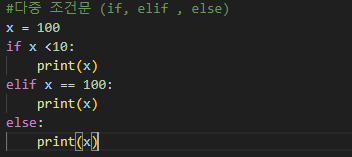 #다중 조건문 (if, elif , else)
x = 100
if x <10:
    print(x)
elif x == 100:
    print(x)
else:
    print(x)